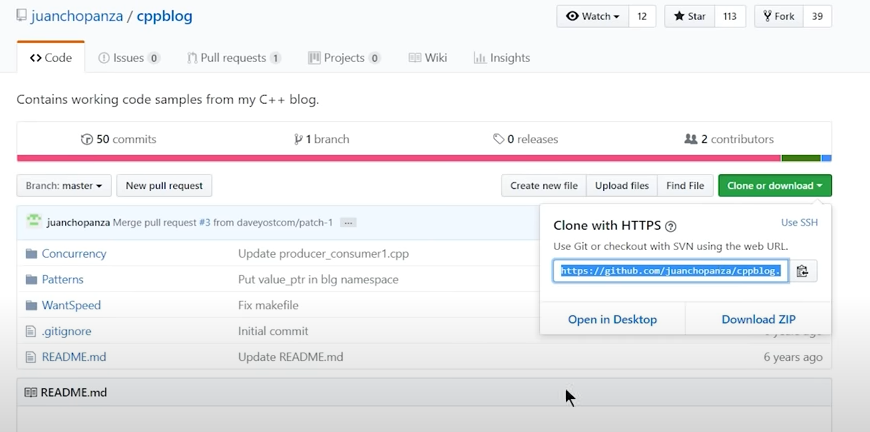 juanchopanza / cppblog
Watch 12 Star 113 Fork 39
Code Issues 0 Pull requests 1 Projects 0 Wiki Insights
Contains working code samples from my C++ blog.
50 commits 1 branch 0 releases 2 contributors
Branch: master New pull request Create new file Upload files Find File Clone or download
juanchopanza Merge pull request #3 from daveyostcom/patch-1 ...
Clone with HTTPS Use SSH
Use Git or checkout with SVN using the web URL.
https://github.com/juanchopanza/cppblog.
Open in Desktop Download ZIP
Concurrency Update producer_consumer1.cpp
Patterns Put value_ptr in blg namespace
WantSpeed Fix makefile
.gitignore Initial commit
README.md Update README.md 6 years ago
README.md